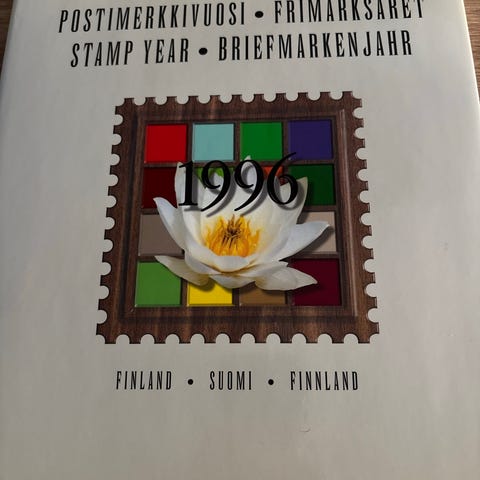 POSTIMERKKIVUOSI • FRIMÄRKSÅRET
STAMP YEAR • BRIEFMARKENJAHR
1996
FINLAND • SUOMI • FINNLAND